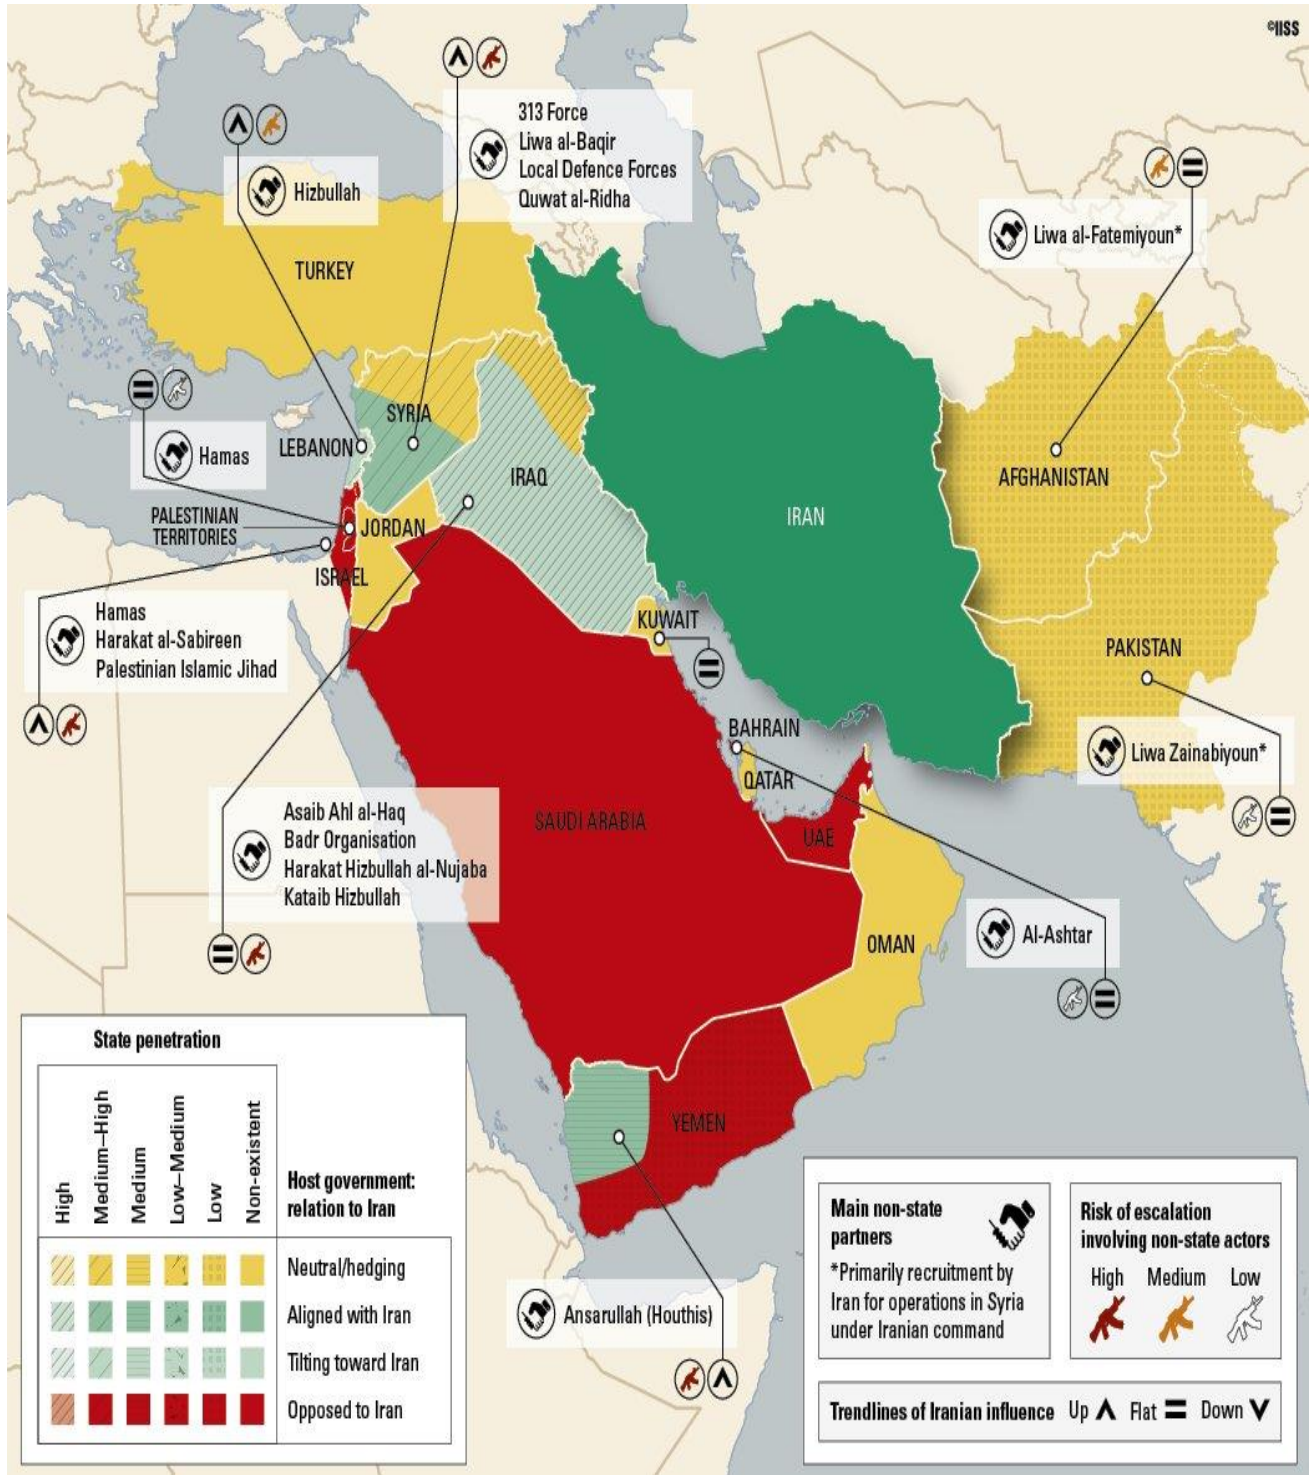 ©IISS
313 Force
Liwa al-Baqir
Local Defence Forces
Quwat al-Ridha
Hizbullah
Liwa al-Fatemiyoun*
TURKEY
SYRIA
LEBANON
Hamas
IRAQ
AFGHANISTAN
IRAN
PALESTINIAN
TERRITORIES
JORDAN
ISRAEL
Hamas
Harakat al-Sabireen
Palestinian Islamic Jihad
KUWAIT
PAKISTAN
BAHRAIN
Liwa Zainabiyoun*
QATAR
SAUDI ARABIA
UAE
Asaib Ahl al-Haq
Badr Organisation
Harakat Hizbullah al-Nujaba
Kataib Hizbullah
Al-Ashtar
OMAN
YEMEN
Ansarullah (Houthis)
State penetration
High
Medium–High
Medium
Low–Medium
Low
Non-existent
Host government:
relation to Iran
Neutral/hedging
Aligned with Iran
Tilting toward Iran
Opposed to Iran
Main non-state
partners
*Primarily recruitment by
Iran for operations in Syria
under Iranian command
Risk of escalation
involving non-state actors
High Medium Low
Trendlines of Iranian influence Up Flat Down